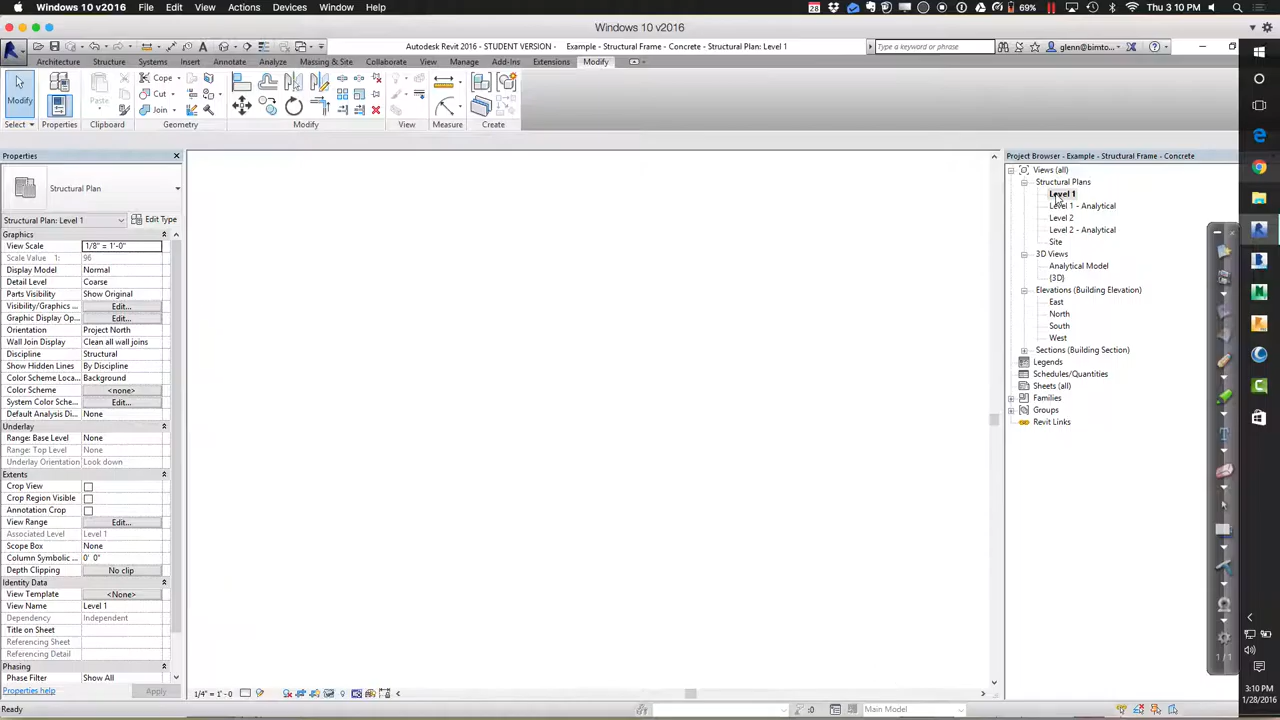 File Edit View Actions Devices Window Help
28 69% Thu 3:10 PM
Windows 10 v2016
Autodesk Revit 2016 - STUDENT VERSION - Example - Structural Frame - Concrete - Structural Plan: Level 1
Type a keyword or phrase
glenn@bimto...
Architecture Structure Systems Insert Annotate Analyze Massing & Site Collaborate View Manage Add-Ins Extensions Modify
Modify Paste Cope Cut Join
Select Properties Clipboard Geometry Modify View Measure Create
Properties
Structural Plan
Structural Plan: Level 1 Edit Type
Graphics
View Scale 1/8" = 1'-0"
Scale Value 1: 96
Display Model Normal
Detail Level Coarse
Parts Visibility Show Original
Visibility/Graphics ... Edit...
Graphic Display Op... Edit...
Orientation Project North
Wall Join Display Clean all wall joins
Discipline Structural
Show Hidden Lines By Discipline
Color Scheme Loca... Background
Color Scheme <none>
System Color Sche... Edit...
Default Analysis Di... None
Underlay
Range: Base Level None
Range: Top Level None
Underlay Orientation Look down
Extents
Crop View
Crop Region Visible
Annotation Crop
View Range Edit...
Associated Level Level 1
Scope Box None
Column Symbolic ... 0' 0"
Depth Clipping No clip
Identity Data
View Template <None>
View Name Level 1
Dependency Independent
Title on Sheet
Referencing Sheet
Referencing Detail
Phasing
Phase Filter Show All
Properties help Apply
1/4" = 1'-0
Ready
:0 Main Model
Project Browser - Example - Structural Frame - Concrete
Views (all)
Structural Plans
Level 1
Level 1 - Analytical
Level 2
Level 2 - Analytical
Site
3D Views
Analytical Model
{3D}
Elevations (Building Elevation)
East
North
South
West
Sections (Building Section)
Legends
Schedules/Quantities
Sheets (all)
Families
Groups
Revit Links
1 / 1
3:10 PM
1/28/2016